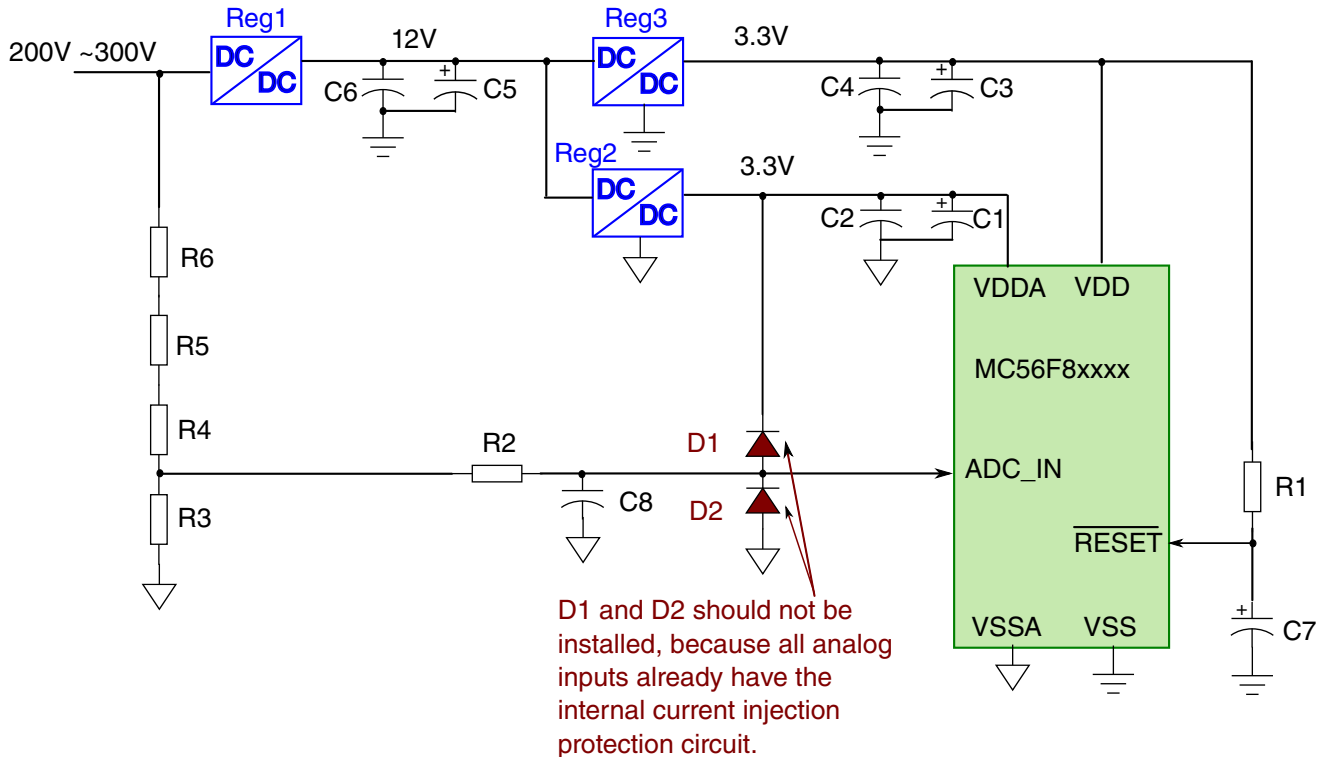 Reg1
Reg3
200V ~300V
12V
3.3V
DC
DC
DC
DC
C6
+
C5
C4
+
C3
Reg2
3.3V
DC
DC
C2
+
C1
R6
VDDA
VDD
R5
MC56F8xxxx
R4
R2
D1
ADC_IN
R1
R3
C8
D2
RESET
D1 and D2 should not be
installed, because all analog
inputs already have the
internal current injection
protection circuit.
VSSA
VSS
+
C7